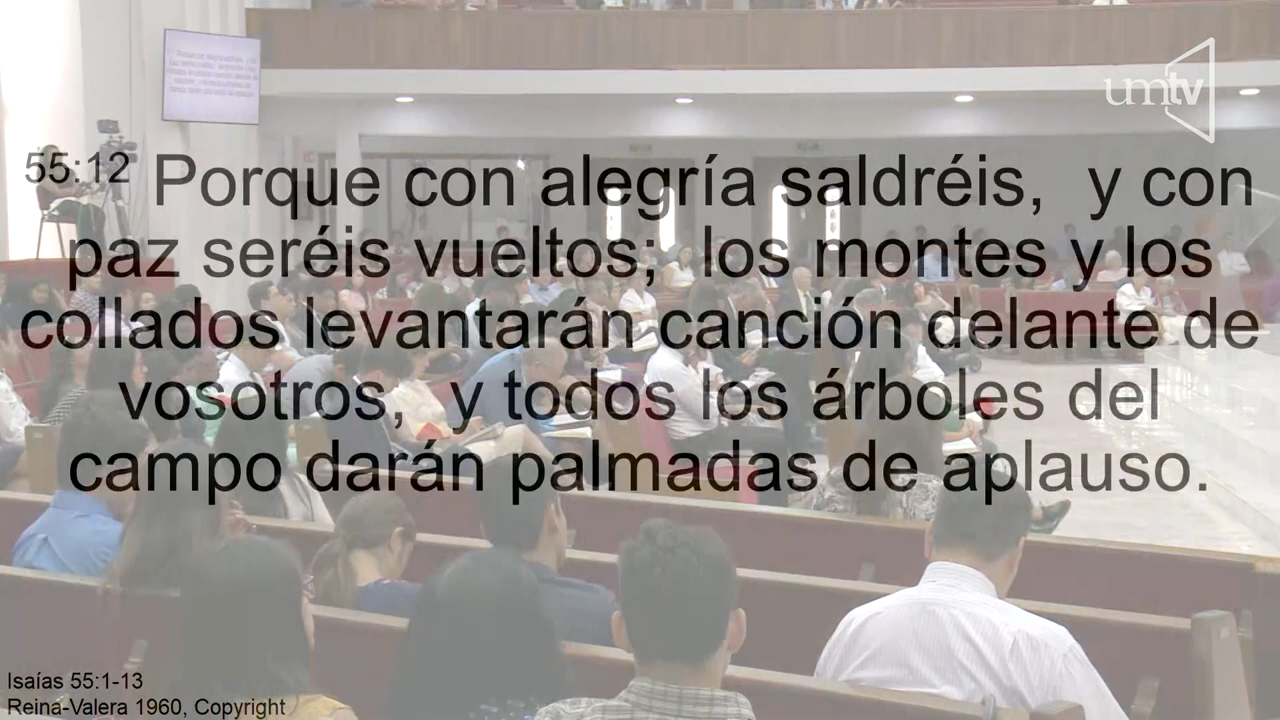 umtv
55:12 Porque con alegría saldréis, y con
paz seréis vueltos; los montes y los
collados levantarán canción delante de
vosotros, y todos los árboles del
campo darán palmadas de aplauso.
Isaías 55:1-13
Reina-Valera 1960, Copyright